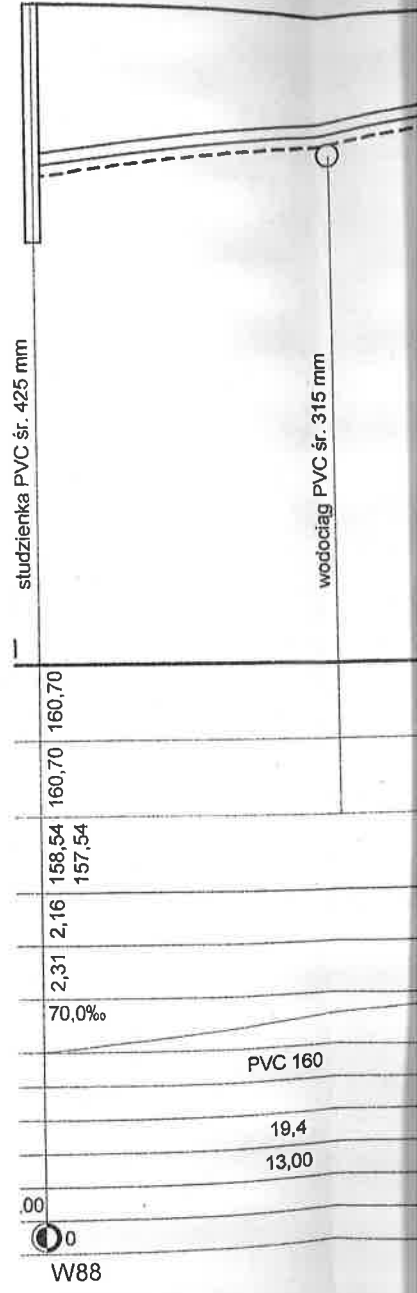 studzienka PVC śr. 425 mm
wodociąg PVC śr. 315 mm
160,70
160,70
158,54
157,54
2,16
2,31
70,0‰
PVC 160
19,4
13,00
,00
0
W88